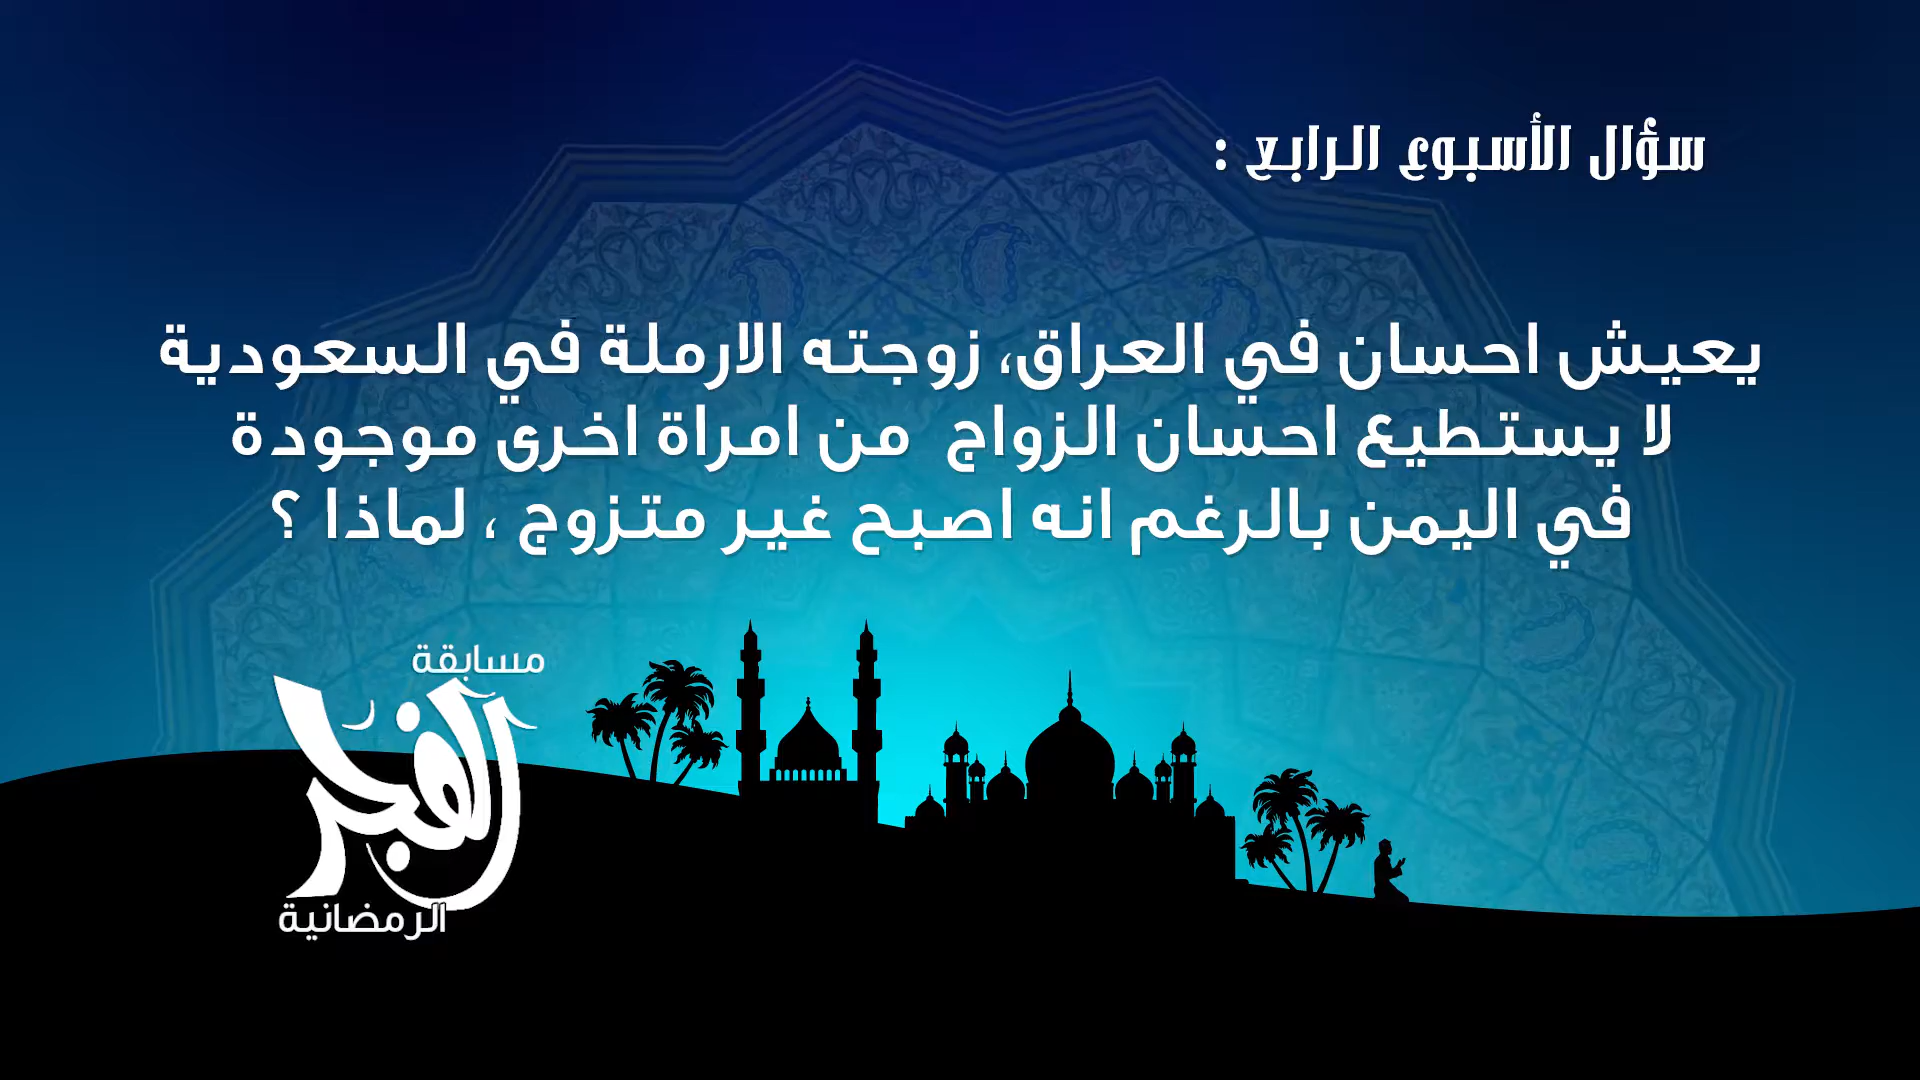 سؤال الأسبوع الرابع :
يعيش احسان في العراق، زوجته الارملة في السعودية
لا يستطيع احسان الزواج من امراة اخرى موجودة
في اليمن بالرغم انه اصبح غير متزوج ، لماذا ؟
مسابقة
الفجر
الرمضانية